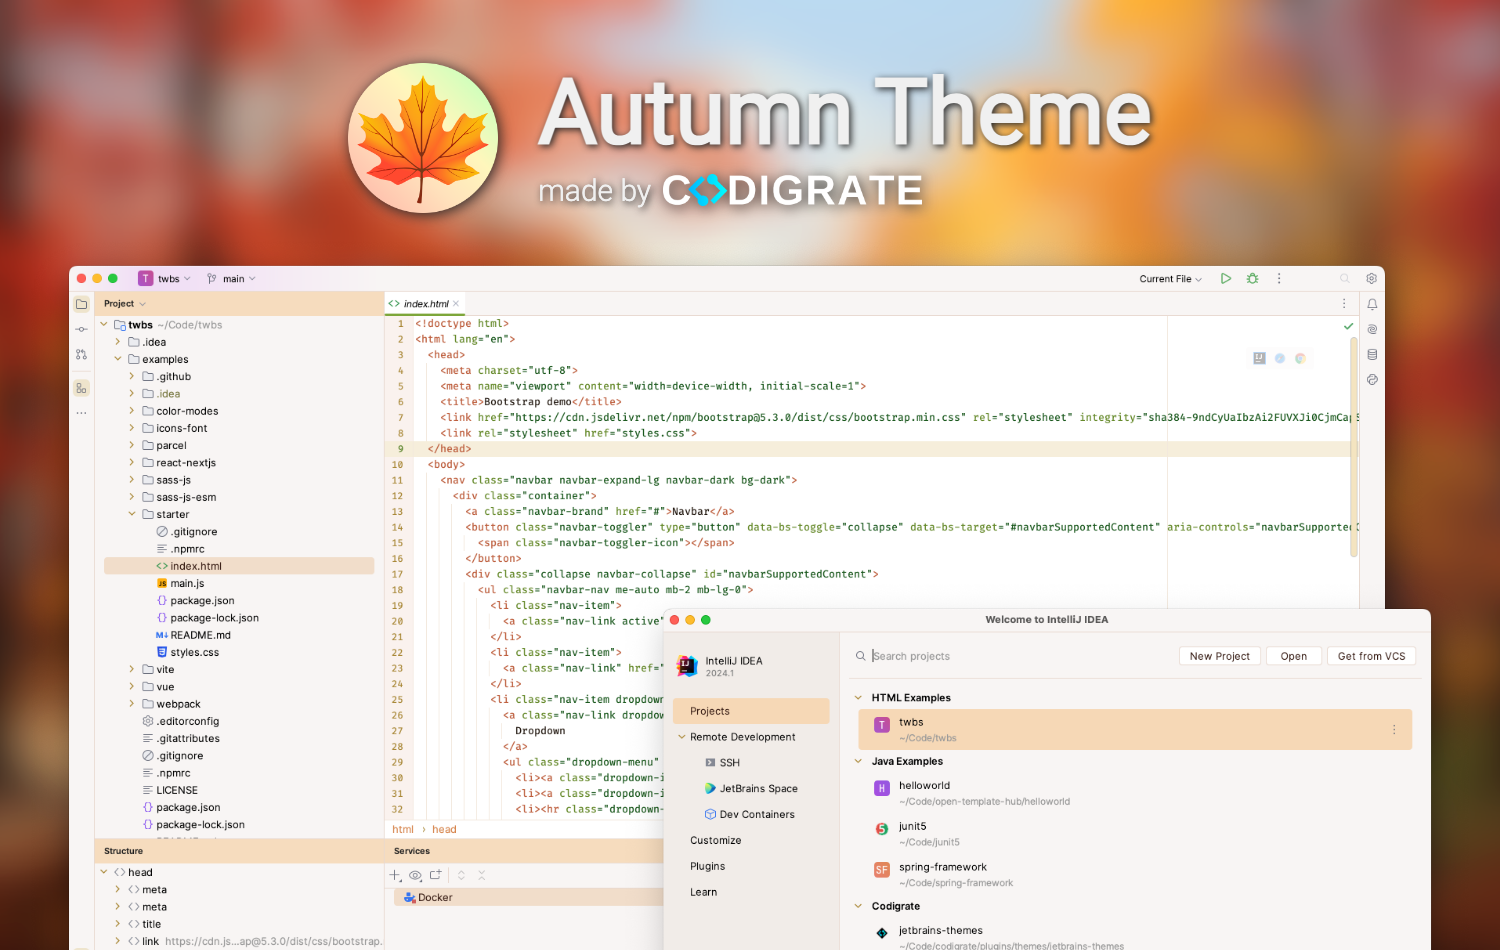 Autumn Theme
made by CODIGRATE
T twbs main
Current File
Project
twbs ~/Code/twbs
.idea
examples
.github
.idea
color-modes
icons-font
parcel
react-nextjs
sass-js
sass-js-esm
starter
.gitignore
.npmrc
index.html
JS main.js
package.json
package-lock.json
M↓ README.md
styles.css
vite
vue
webpack
.editorconfig
.gitattributes
.gitignore
.npmrc
LICENSE
package.json
package-lock.json
index.html
1 <!doctype html>
2 <html lang="en">
3 <head>
4 <meta charset="utf-8">
5 <meta name="viewport" content="width=device-width, initial-scale=1">
6 <title>Bootstrap demo</title>
7 <link href="https://cdn.jsdelivr.net/npm/bootstrap@5.3.0/dist/css/bootstrap.min.css" rel="stylesheet" integrity="sha384-9ndCyUaIbzAi2FUVXJi0CjmCap
8 <link rel="stylesheet" href="styles.css">
9 </head>
10 <body>
11 <nav class="navbar navbar-expand-lg navbar-dark bg-dark">
12 <div class="container">
13 <a class="navbar-brand" href="#">Navbar</a>
14 <button class="navbar-toggler" type="button" data-bs-toggle="collapse" data-bs-target="#navbarSupportedContent" aria-controls="navbarSupported
15 <span class="navbar-toggler-icon"></span>
16 </button>
17 <div class="collapse navbar-collapse" id="navbarSupportedContent">
18 <ul class="navbar-nav me-auto mb-2 mb-lg-0">
19 <li class="nav-item">
20 <a class="nav-link active"
21 </li>
22 <li class="nav-item">
23 <a class="nav-link" href="
24 </li>
25 <li class="nav-item dropdown
26 <a class="nav-link dropdow
27 Dropdown
28 </a>
29 <ul class="dropdown-menu"
30 <li><a class="dropdown-i
31 <li><a class="dropdown-i
32 <li><hr class="dropdown-
html › head
Structure
head
meta
meta
title
link https://cdn.js...ap@5.3.0/dist/css/bootstrap.
Services
Docker
Welcome to IntelliJ IDEA
IntelliJ IDEA
2024.1
Projects
Remote Development
SSH
JetBrains Space
Dev Containers
Customize
Plugins
Learn
Search projects
New Project
Open
Get from VCS
HTML Examples
T twbs
~/Code/twbs
Java Examples
H helloworld
~/Code/open-template-hub/helloworld
junit5
~/Code/junit5
SF spring-framework
~/Code/spring-framework
Codigrate
jetbrains-themes
~/Code/codigrate/plugins/themes/jetbrains-themes